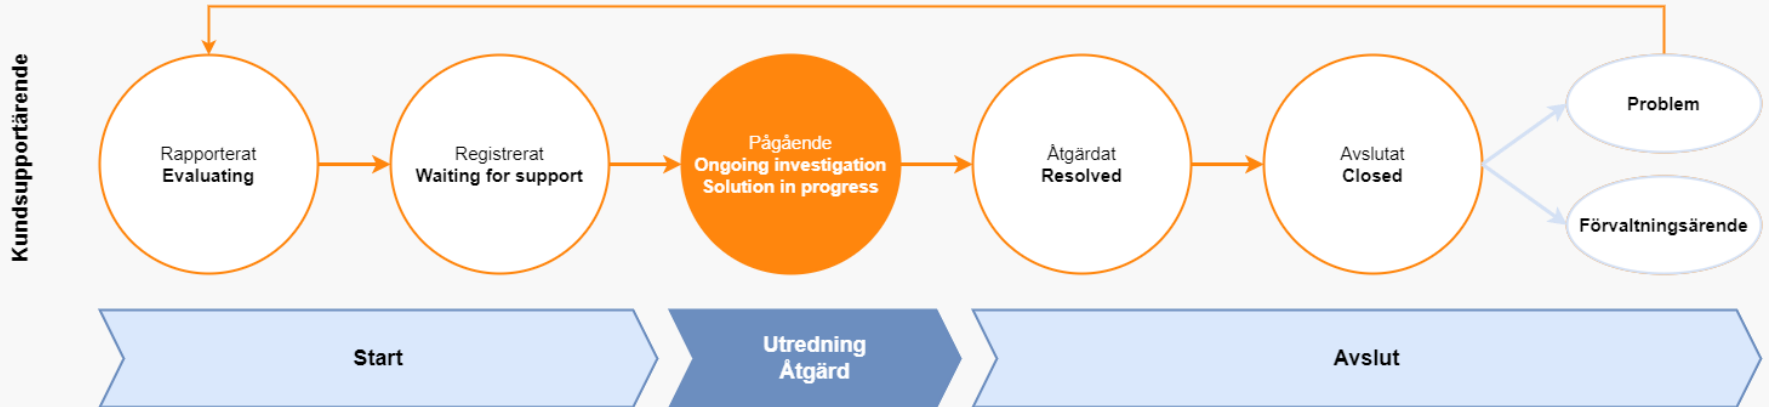 Kundsupportärende
Rapporterat
Evaluating
Registrerat
Waiting for support
Pågående
Ongoing investigation
Solution in progress
Åtgärdat
Resolved
Avslutat
Closed
Problem
Förvaltningsärende
Start
Utredning
Åtgärd
Avslut